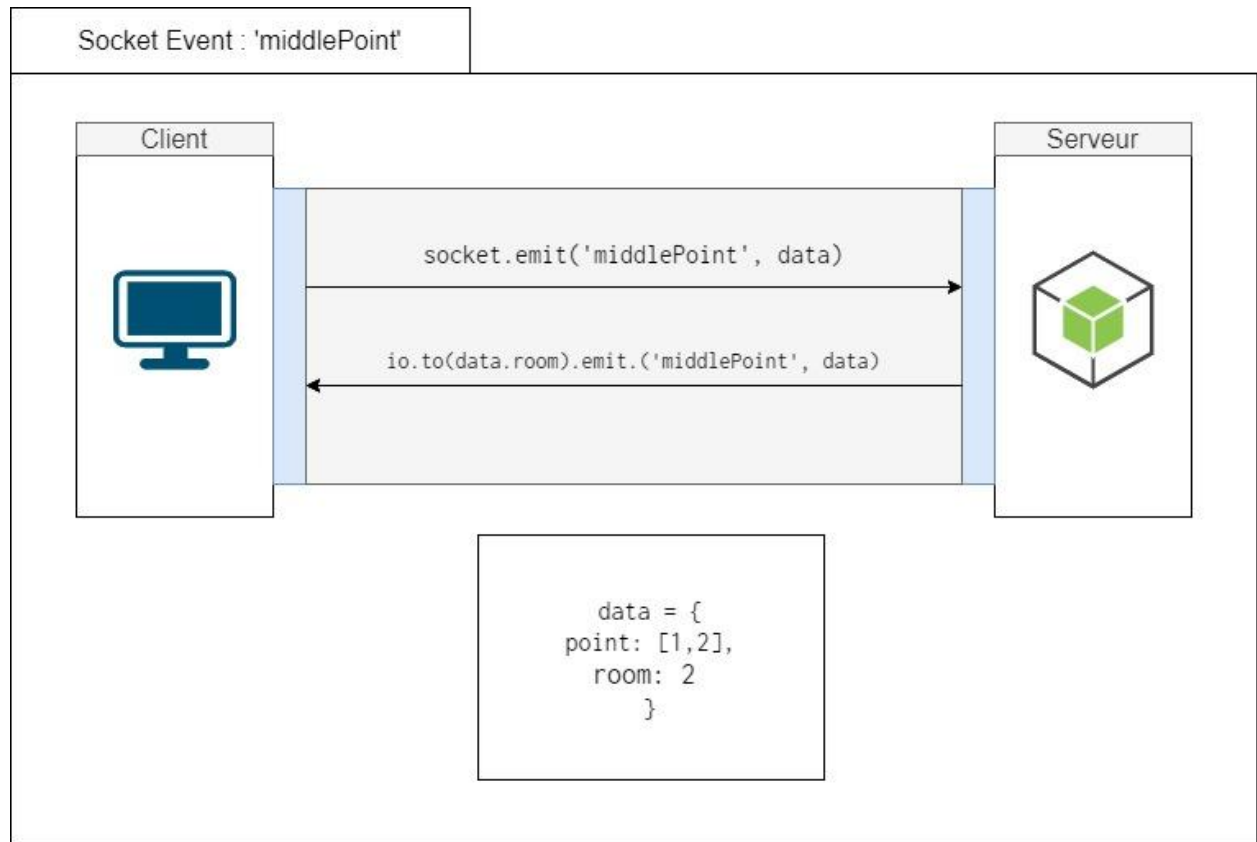 Socket Event : 'middlePoint'
Client
Serveur
socket.emit('middlePoint', data)
io.to(data.room).emit.('middlePoint', data)
data = {
point: [1,2],
room: 2
}